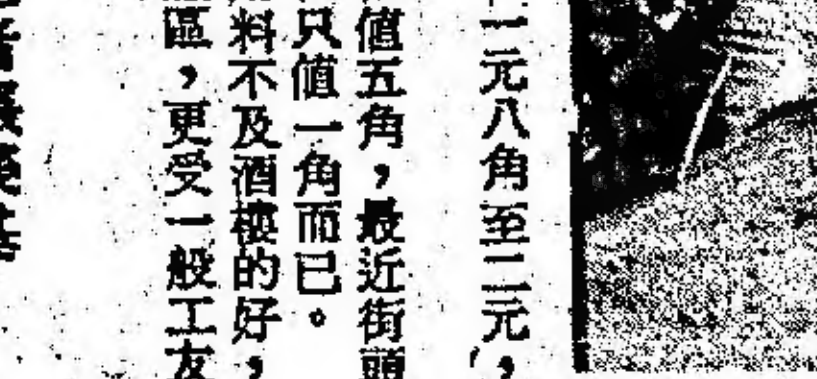 一元八角至二元，
值五角，最近街頭
只值一角而已。
料不及酒樓的好，
區，更受一般工友